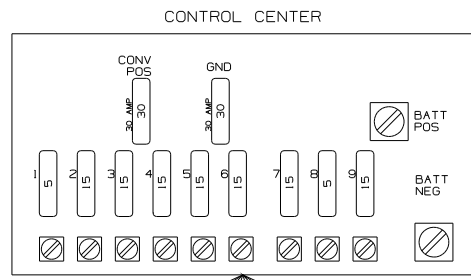 CONTROL CENTER
CONV
POS
GND
30 AMP
30
30 AMP
30
BATT
POS
1
5
2
15
3
15
4
15
5
15
6
15
7
15
8
5
9
15
BATT
NEG